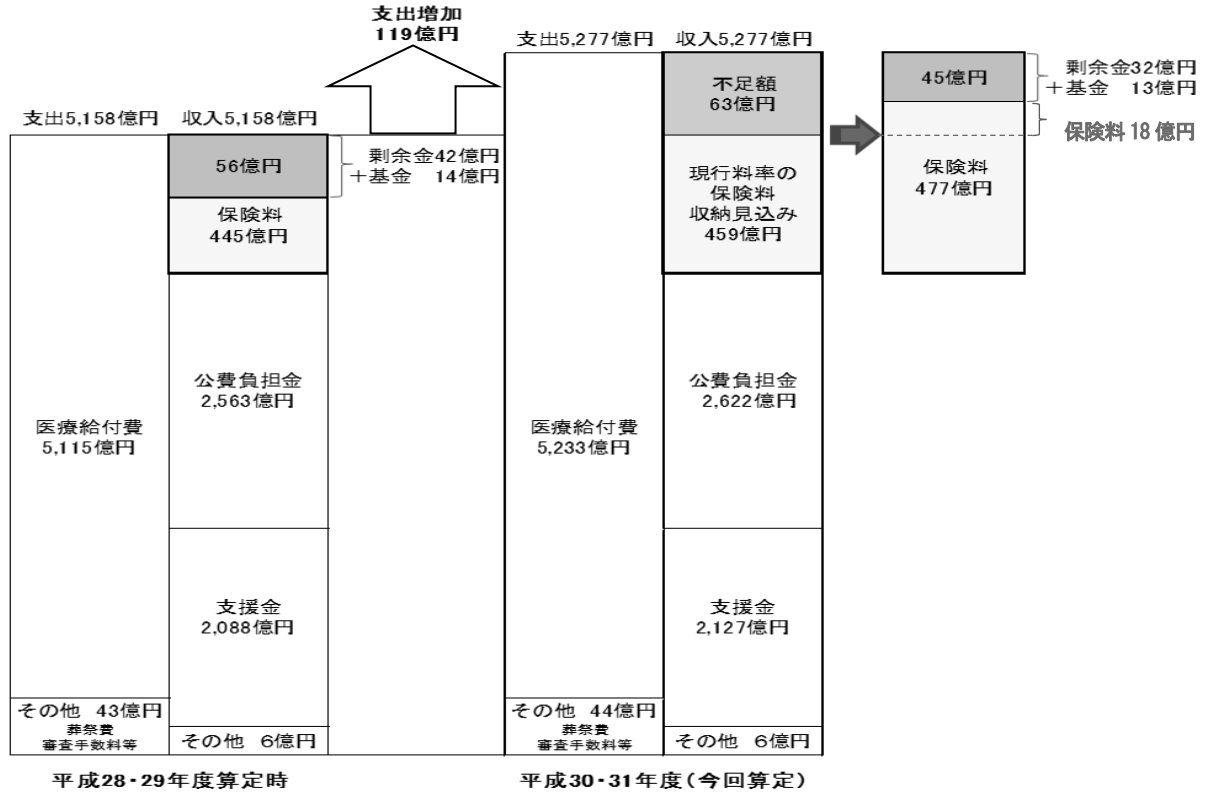 支出増加
119億円
支出5,277億円 収入5,277億円
支出5,158億円 収入5,158億円
56億円
剰余金42億円
＋基金 14億円
保険料
445億円
公費負担金
2,563億円
医療給付費
5,115億円
支援金
2,088億円
その他 43億円
葬祭費
審査手数料等
その他 6億円
平成28・29年度算定時
不足額
63億円
現行料率の
保険料
収納見込み
459億円
公費負担金
2,622億円
医療給付費
5,233億円
支援金
2,127億円
その他 44億円
葬祭費
審査手数料等
その他 6億円
平成30・31年度(今回算定)
45億円
剰余金32億円
＋基金 13億円
保険料 18 億円
保険料
477億円